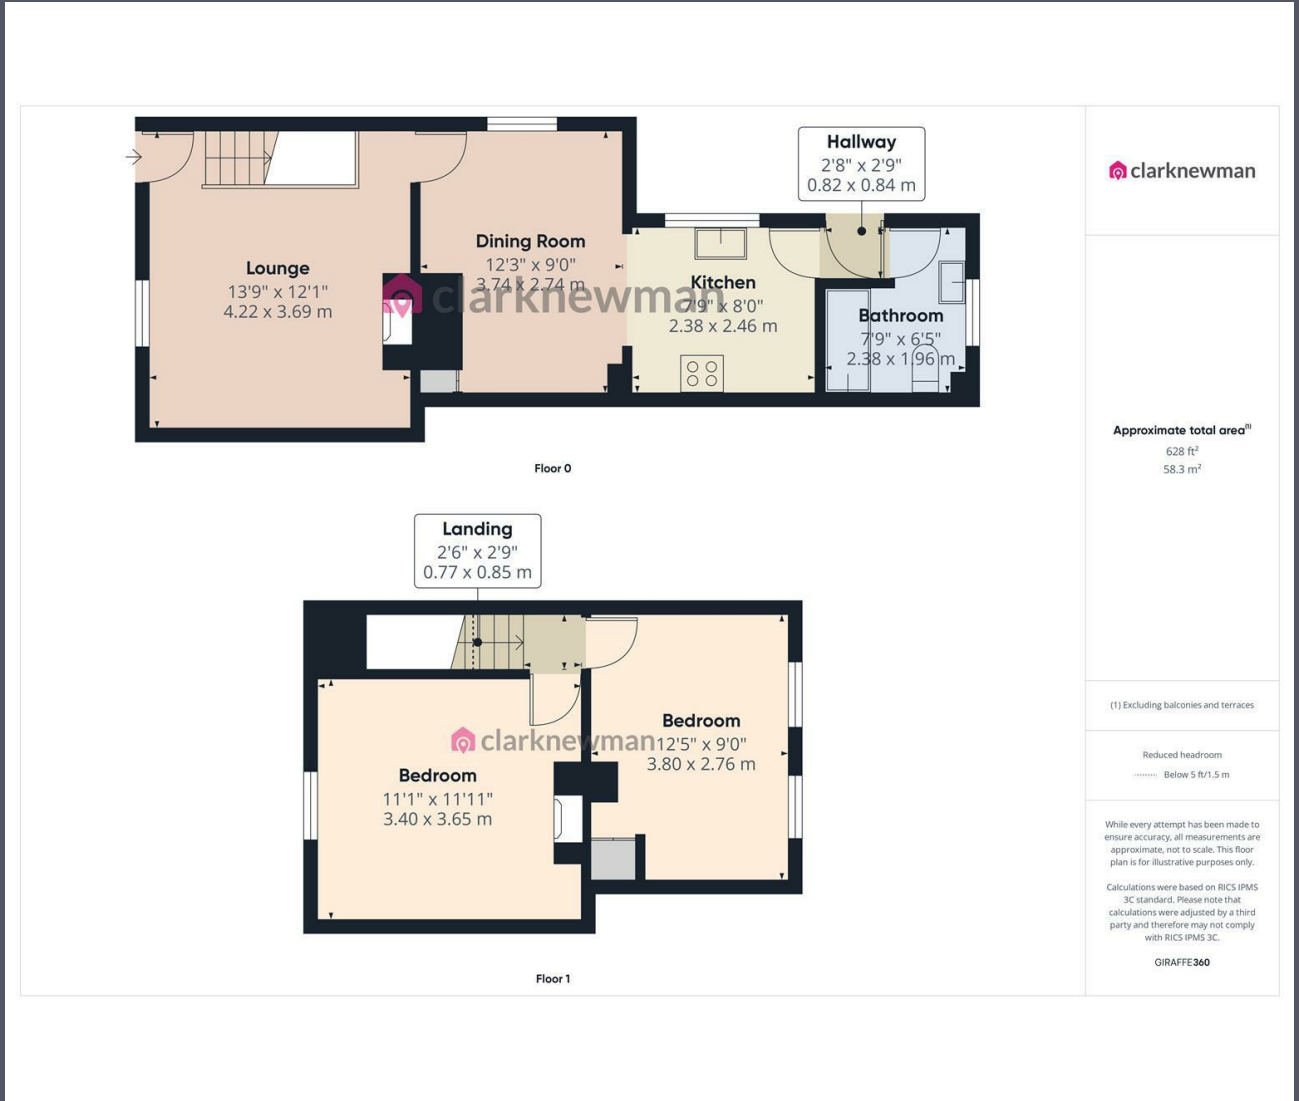 Hallway
2'8" x 2'9"
0.82 x 0.84 m
Dining Room
12'3" x 9'0"
3.74 x 2.74 m
Lounge
13'9" x 12'1"
4.22 x 3.69 m
Kitchen
7'9" x 8'0"
2.38 x 2.46 m
Bathroom
7'9" x 6'5"
2.38 x 1.96 m
clarknewman
Floor 0
Landing
2'6" x 2'9"
0.77 x 0.85 m
Bedroom
12'5" x 9'0"
3.80 x 2.76 m
clarknewman
Bedroom
11'1" x 11'11"
3.40 x 3.65 m
Floor 1
clarknewman
Approximate total area(1)
628 ft²
58.3 m²
(1) Excluding balconies and terraces
Reduced headroom
Below 5 ft/1.5 m
While every attempt has been made to
ensure accuracy, all measurements are
approximate, not to scale. This floor
plan is for illustrative purposes only.
Calculations were based on RICS IPMS
3C standard. Please note that
calculations were adjusted by a third
party and therefore may not comply
with RICS IPMS 3C.
GIRAFFE360